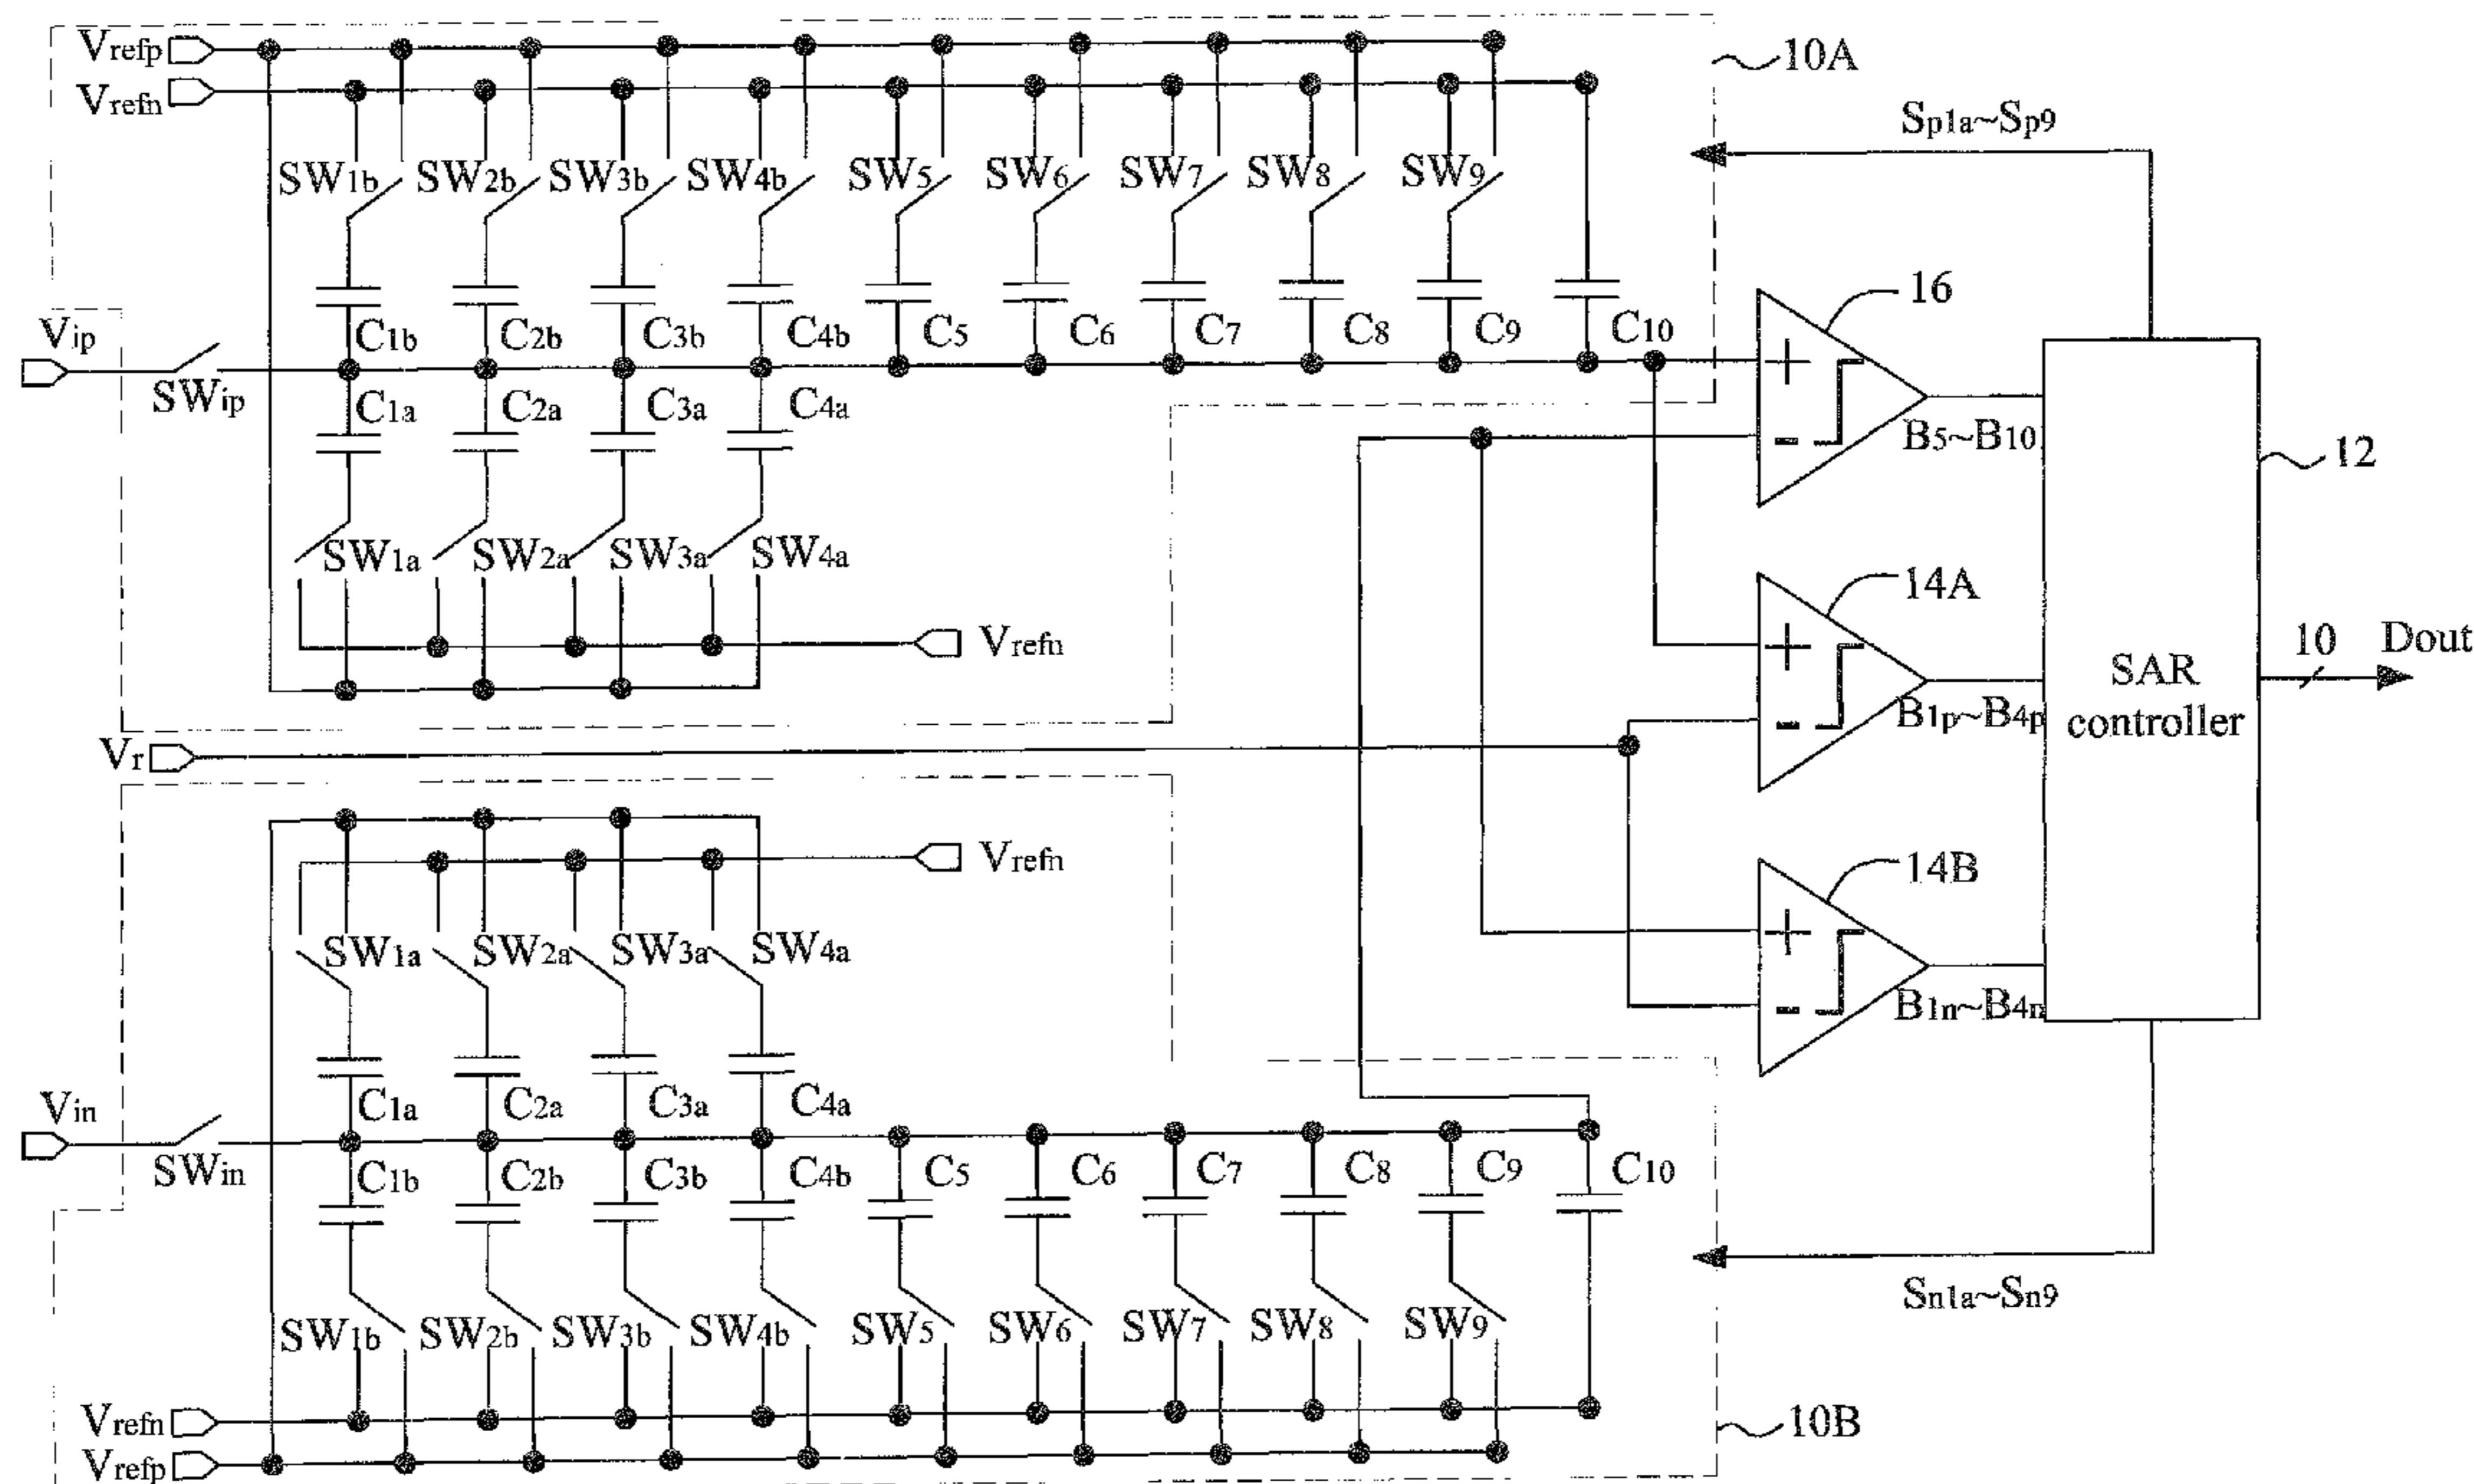 Vrefp
10A
Vrefn
Sp1a~Sp9
SW1b SW2b SW3b SW4b SW5 SW6 SW7 SW8 SW9
16
Vip
C1b C2b C3b C4b C5 C6 C7 C8 C9 C10
+
SWip
C1a C2a C3a C4a
-
B5~B10
12
SW1a SW2a SW3a SW4a
14A
Vrefn
+
10 Dout
SAR
controller
-
B1p~B4p
Vr
Vrefn
14B
SW1a SW2a SW3a SW4a
+
-
B1n~B4n
Vin
C1a C2a C3a C4a
SWin
C1b C2b C3b C4b C5 C6 C7 C8 C9 C10
Sn1a~Sn9
SW1b SW2b SW3b SW4b SW5 SW6 SW7 SW8 SW9
Vrefn
10B
Vrefp